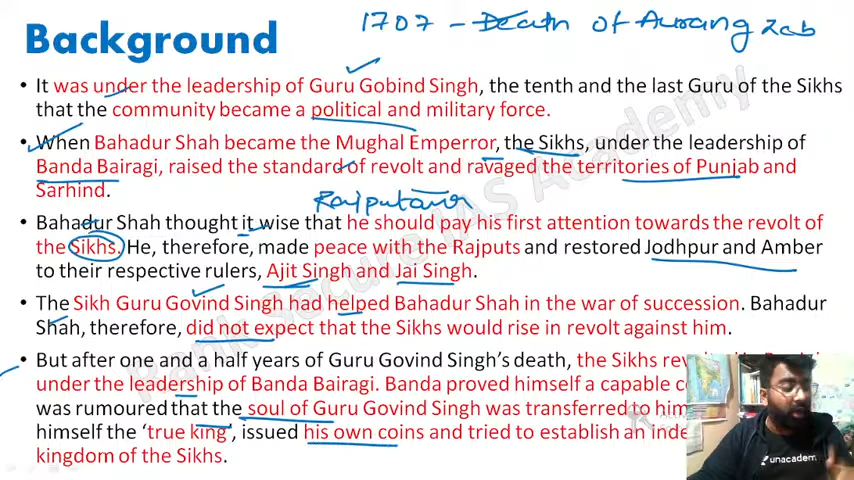 1707 - Death of Aurangzab
Background
• It was under the leadership of Guru Gobind Singh, the tenth and the last Guru of the Sikhs
that the community became a political and military force.
• When Bahadur Shah became the Mughal Emperror, the Sikhs, under the leadership of
Banda Bairagi, raised the standard of revolt and ravaged the territories of Punjab and
Sarhind.
Rajputana
• Bahadur Shah thought it wise that he should pay his first attention towards the revolt of
the Sikhs. He, therefore, made peace with the Rajputs and restored Jodhpur and Amber
to their respective rulers, Ajit Singh and Jai Singh.
• The Sikh Guru Govind Singh had helped Bahadur Shah in the war of succession. Bahadur
Shah, therefore, did not expect that the Sikhs would rise in revolt against him.
• But after one and a half years of Guru Govind Singh's death, the Sikhs
under the leadership of Banda Bairagi. Banda proved himself a capable
was rumoured that the soul of Guru Govind Singh was transferred to him
himself the 'true king', issued his own coins and tried to establish an
kingdom of the Sikhs.
Rank Secure IAS Academy
unacademy